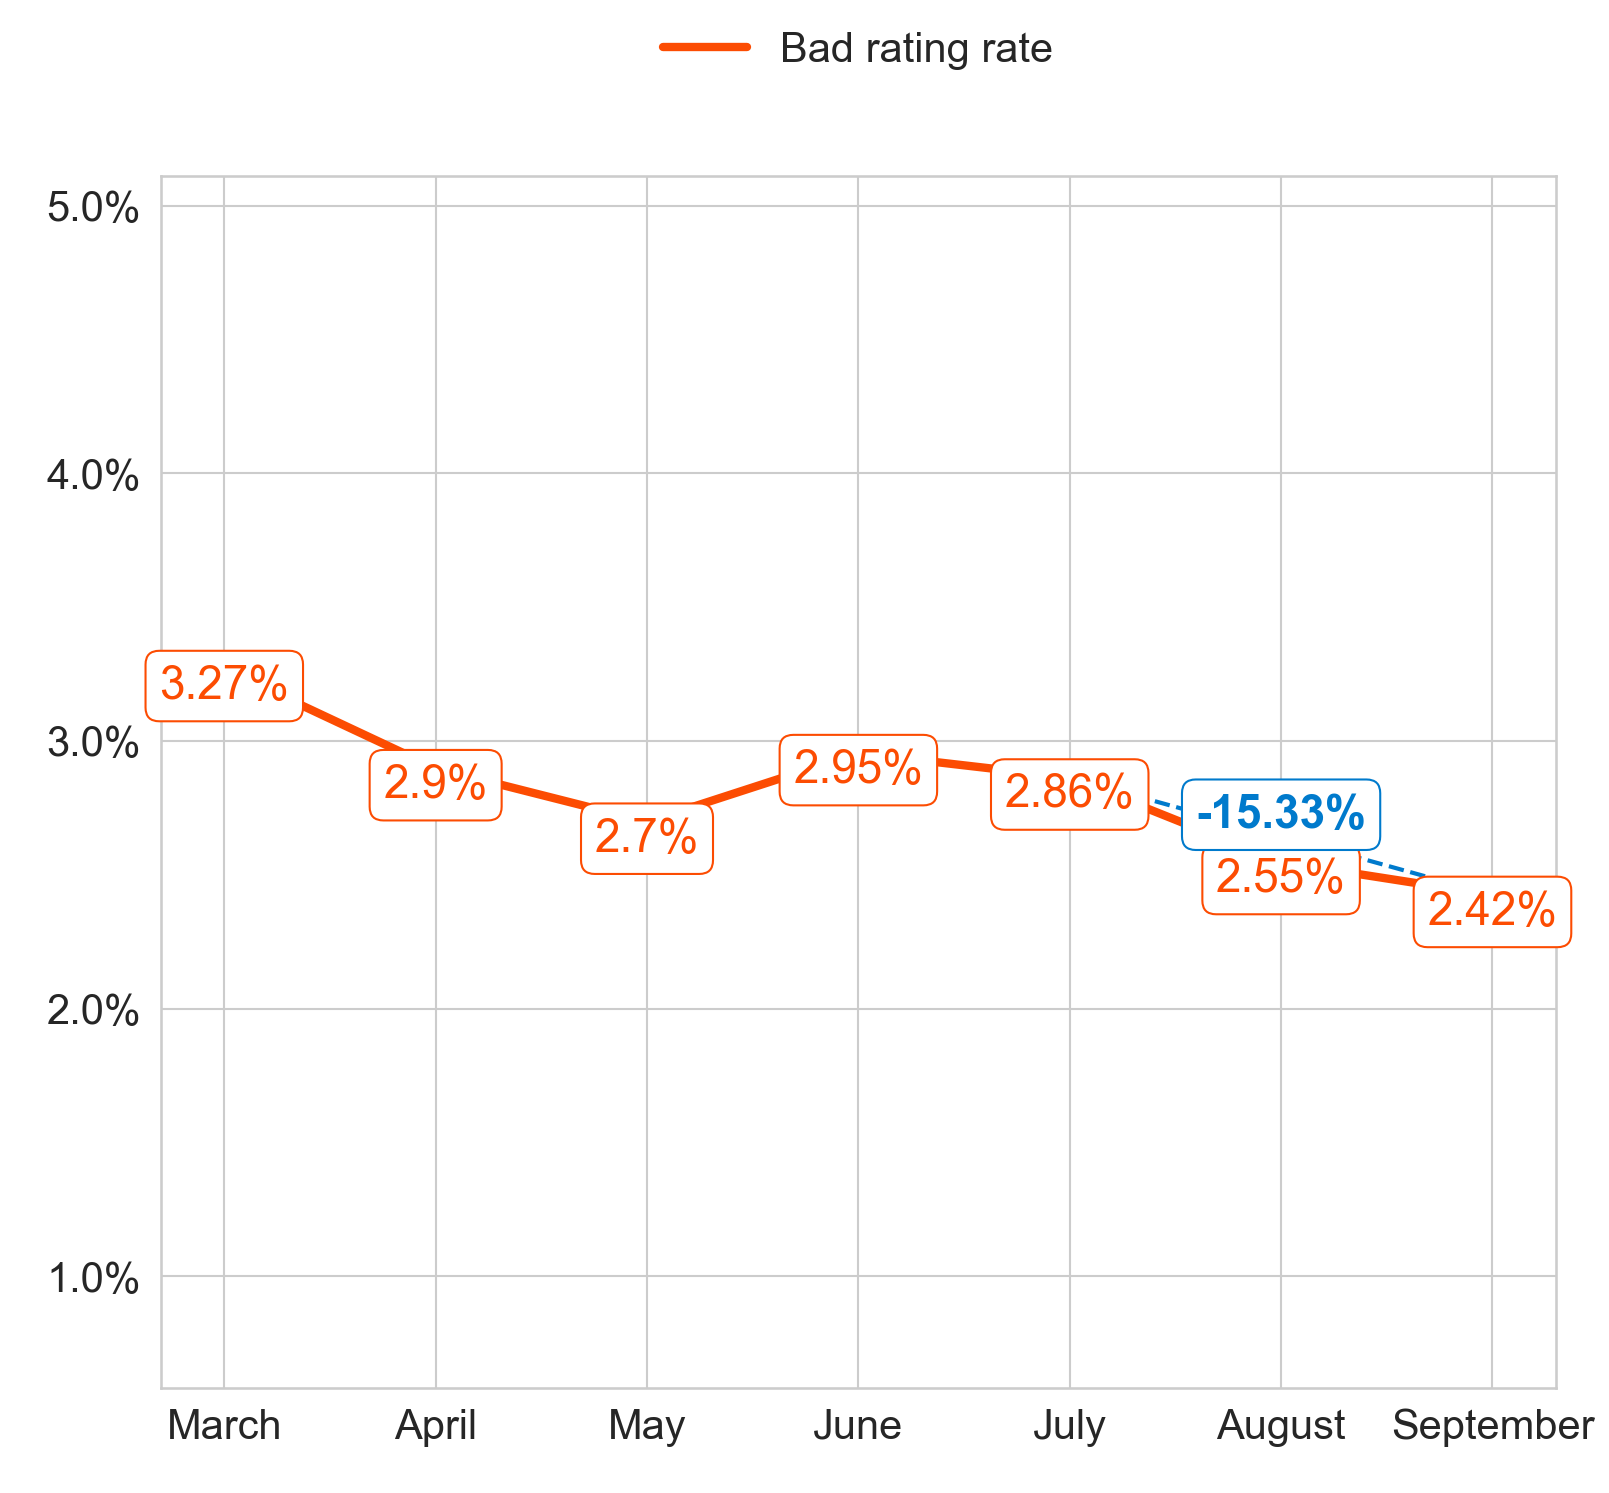 Bad rating rate
5.0%
4.0%
3.0%
2.0%
1.0%
3.27%
2.9%
2.7%
2.95%
2.86%
-15.33%
2.55%
2.42%
March
April
May
June
July
August
September